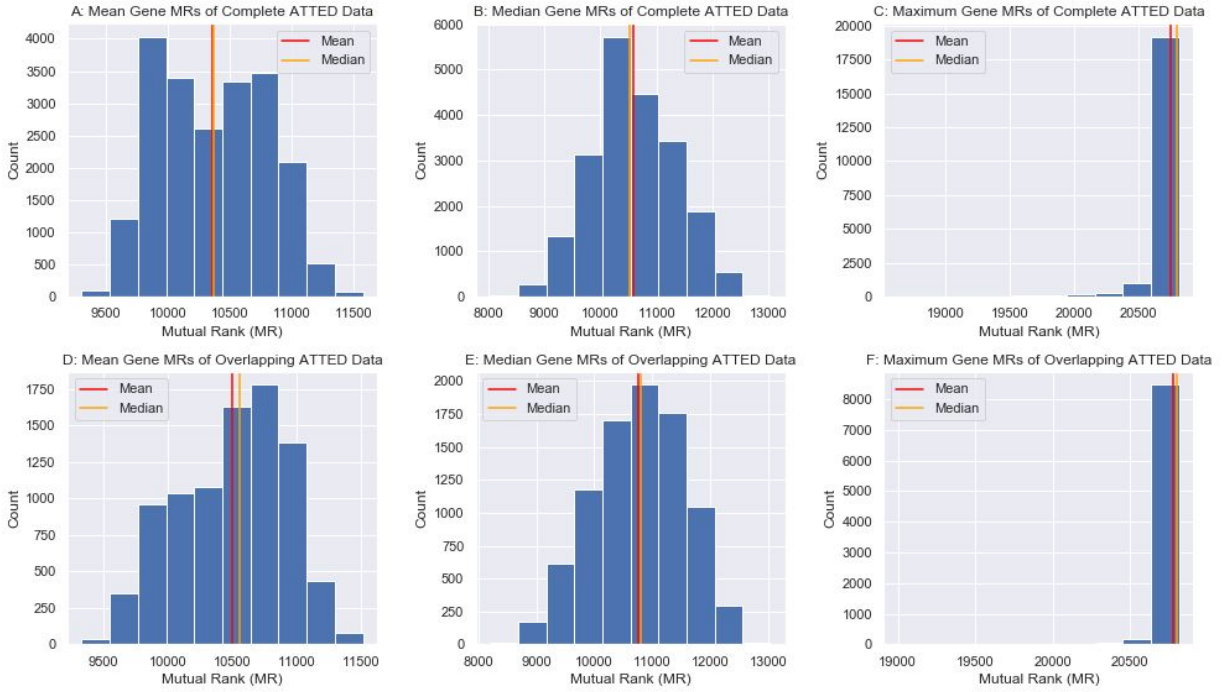 A: Mean Gene MRs of Complete ATTED Data
4000
3500
3000
2500
2000
1500
1000
500
0
Count
Mean
Median
9500 10000 10500 11000 11500
Mutual Rank (MR)
B: Median Gene MRs of Complete ATTED Data
6000
5000
4000
3000
2000
1000
0
Count
Mean
Median
8000 9000 10000 11000 12000 13000
Mutual Rank (MR)
C: Maximum Gene MRs of Complete ATTED Data
20000
17500
15000
12500
10000
7500
5000
2500
0
Count
Mean
Median
19000 19500 20000 20500
Mutual Rank (MR)
D: Mean Gene MRs of Overlapping ATTED Data
1750
1500
1250
1000
750
500
250
0
Count
Mean
Median
9500 10000 10500 11000 11500
Mutual Rank (MR)
E: Median Gene MRs of Overlapping ATTED Data
2000
1750
1500
1250
1000
750
500
250
0
Count
Mean
Median
8000 9000 10000 11000 12000 13000
Mutual Rank (MR)
F: Maximum Gene MRs of Overlapping ATTED Data
8000
7000
6000
5000
4000
3000
2000
1000
0
Count
Mean
Median
19000 19500 20000 20500
Mutual Rank (MR)